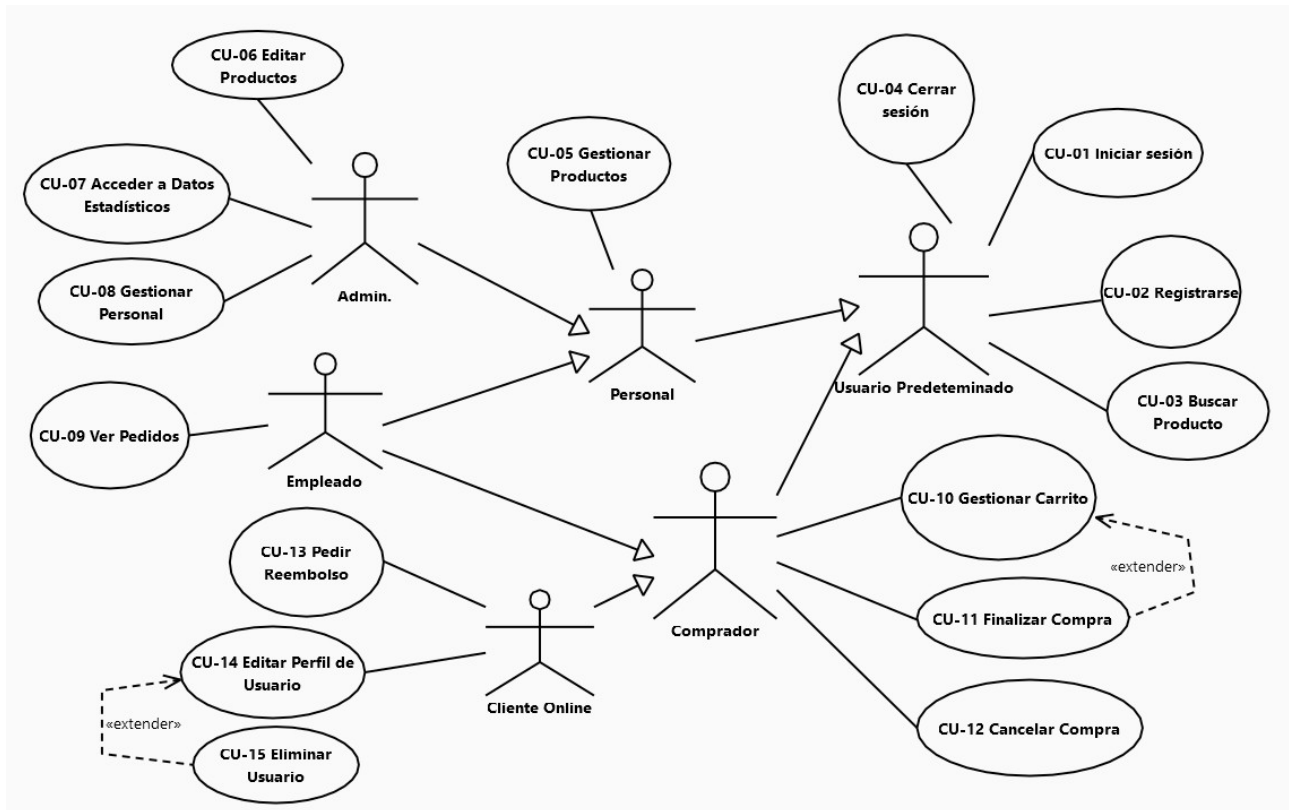 CU-06 Editar
Productos
CU-04 Cerrar
sesión
CU-05 Gestionar
Productos
CU-01 Iniciar sesión
CU-07 Acceder a Datos
Estadísticos
CU-08 Gestionar
Personal
Admin.
CU-02 Registrarse
Personal
Usuario Predeteminado
CU-03 Buscar
Producto
CU-09 Ver Pedidos
Empleado
CU-10 Gestionar Carrito
CU-13 Pedir
Reembolso
«extender»
CU-11 Finalizar Compra
Comprador
CU-14 Editar Perfil de
Usuario
Cliente Online
«extender»
CU-12 Cancelar Compra
CU-15 Eliminar
Usuario